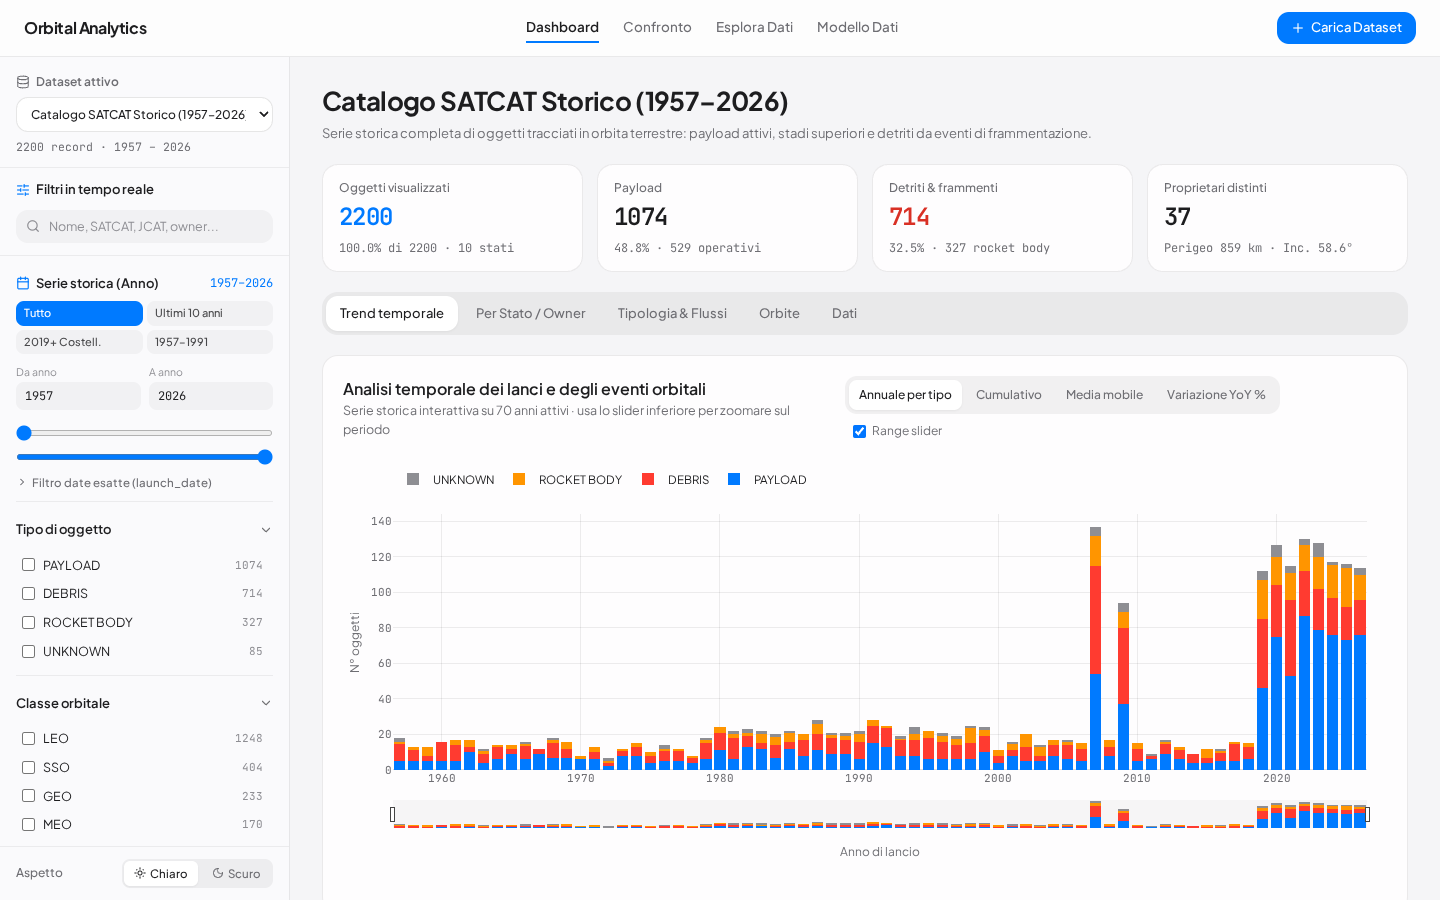 Orbital Analytics
Dashboard
Confronto
Esplora Dati
Modello Dati
Carica Dataset
Dataset attivo
Catalogo SATCAT Storico (1957–2026)
2200 record · 1957 – 2026
Filtri in tempo reale
Nome, SATCAT, JCAT, owner...
Serie storica (Anno)
1957–2026
Tutto
Ultimi 10 anni
2019+ Costell.
1957–1991
Da anno
A anno
1957
2026
Filtro date esatte (launch_date)
Tipo di oggetto
PAYLOAD 1074
DEBRIS 714
ROCKET BODY 327
UNKNOWN 85
Classe orbitale
LEO 1248
SSO 404
GEO 233
MEO 170
Aspetto
Chiaro
Scuro
Catalogo SATCAT Storico (1957–2026)
Serie storica completa di oggetti tracciati in orbita terrestre: payload attivi, stadi superiori e detriti da eventi di frammentazione.
Oggetti visualizzati
2200
100.0% di 2200 · 10 stati
Payload
1074
48.8% · 529 operativi
Detriti & frammenti
714
32.5% · 327 rocket body
Proprietari distinti
37
Perigeo 859 km · Inc. 58.6°
Trend temporale
Per Stato / Owner
Tipologia & Flussi
Orbite
Dati
Analisi temporale dei lanci e degli eventi orbitali
Serie storica interattiva su 70 anni attivi · usa lo slider inferiore per zoomare sul
periodo
Annuale per tipo
Cumulativo
Media mobile
Variazione YoY %
Range slider
UNKNOWN
ROCKET BODY
DEBRIS
PAYLOAD
N° oggetti
140
120
100
80
60
40
20
0
1960
1970
1980
1990
2000
2010
2020
Anno di lancio